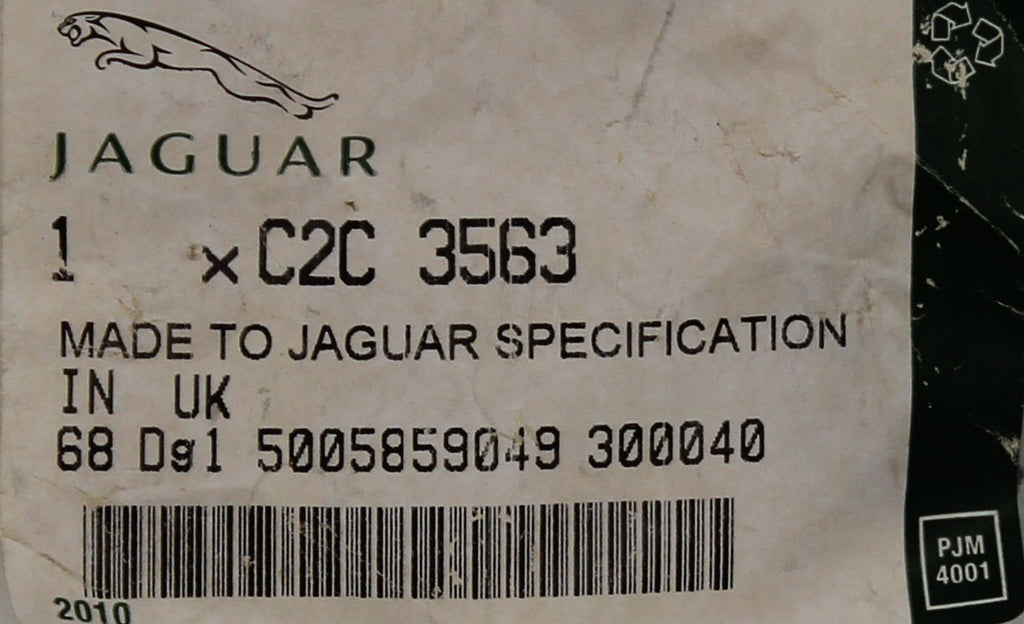 JAGUAR
1 x C2C 3563
MADE TO JAGUAR SPECIFICATION
IN UK
68 Dg1 5005859049 300040
2010
PJM
4001